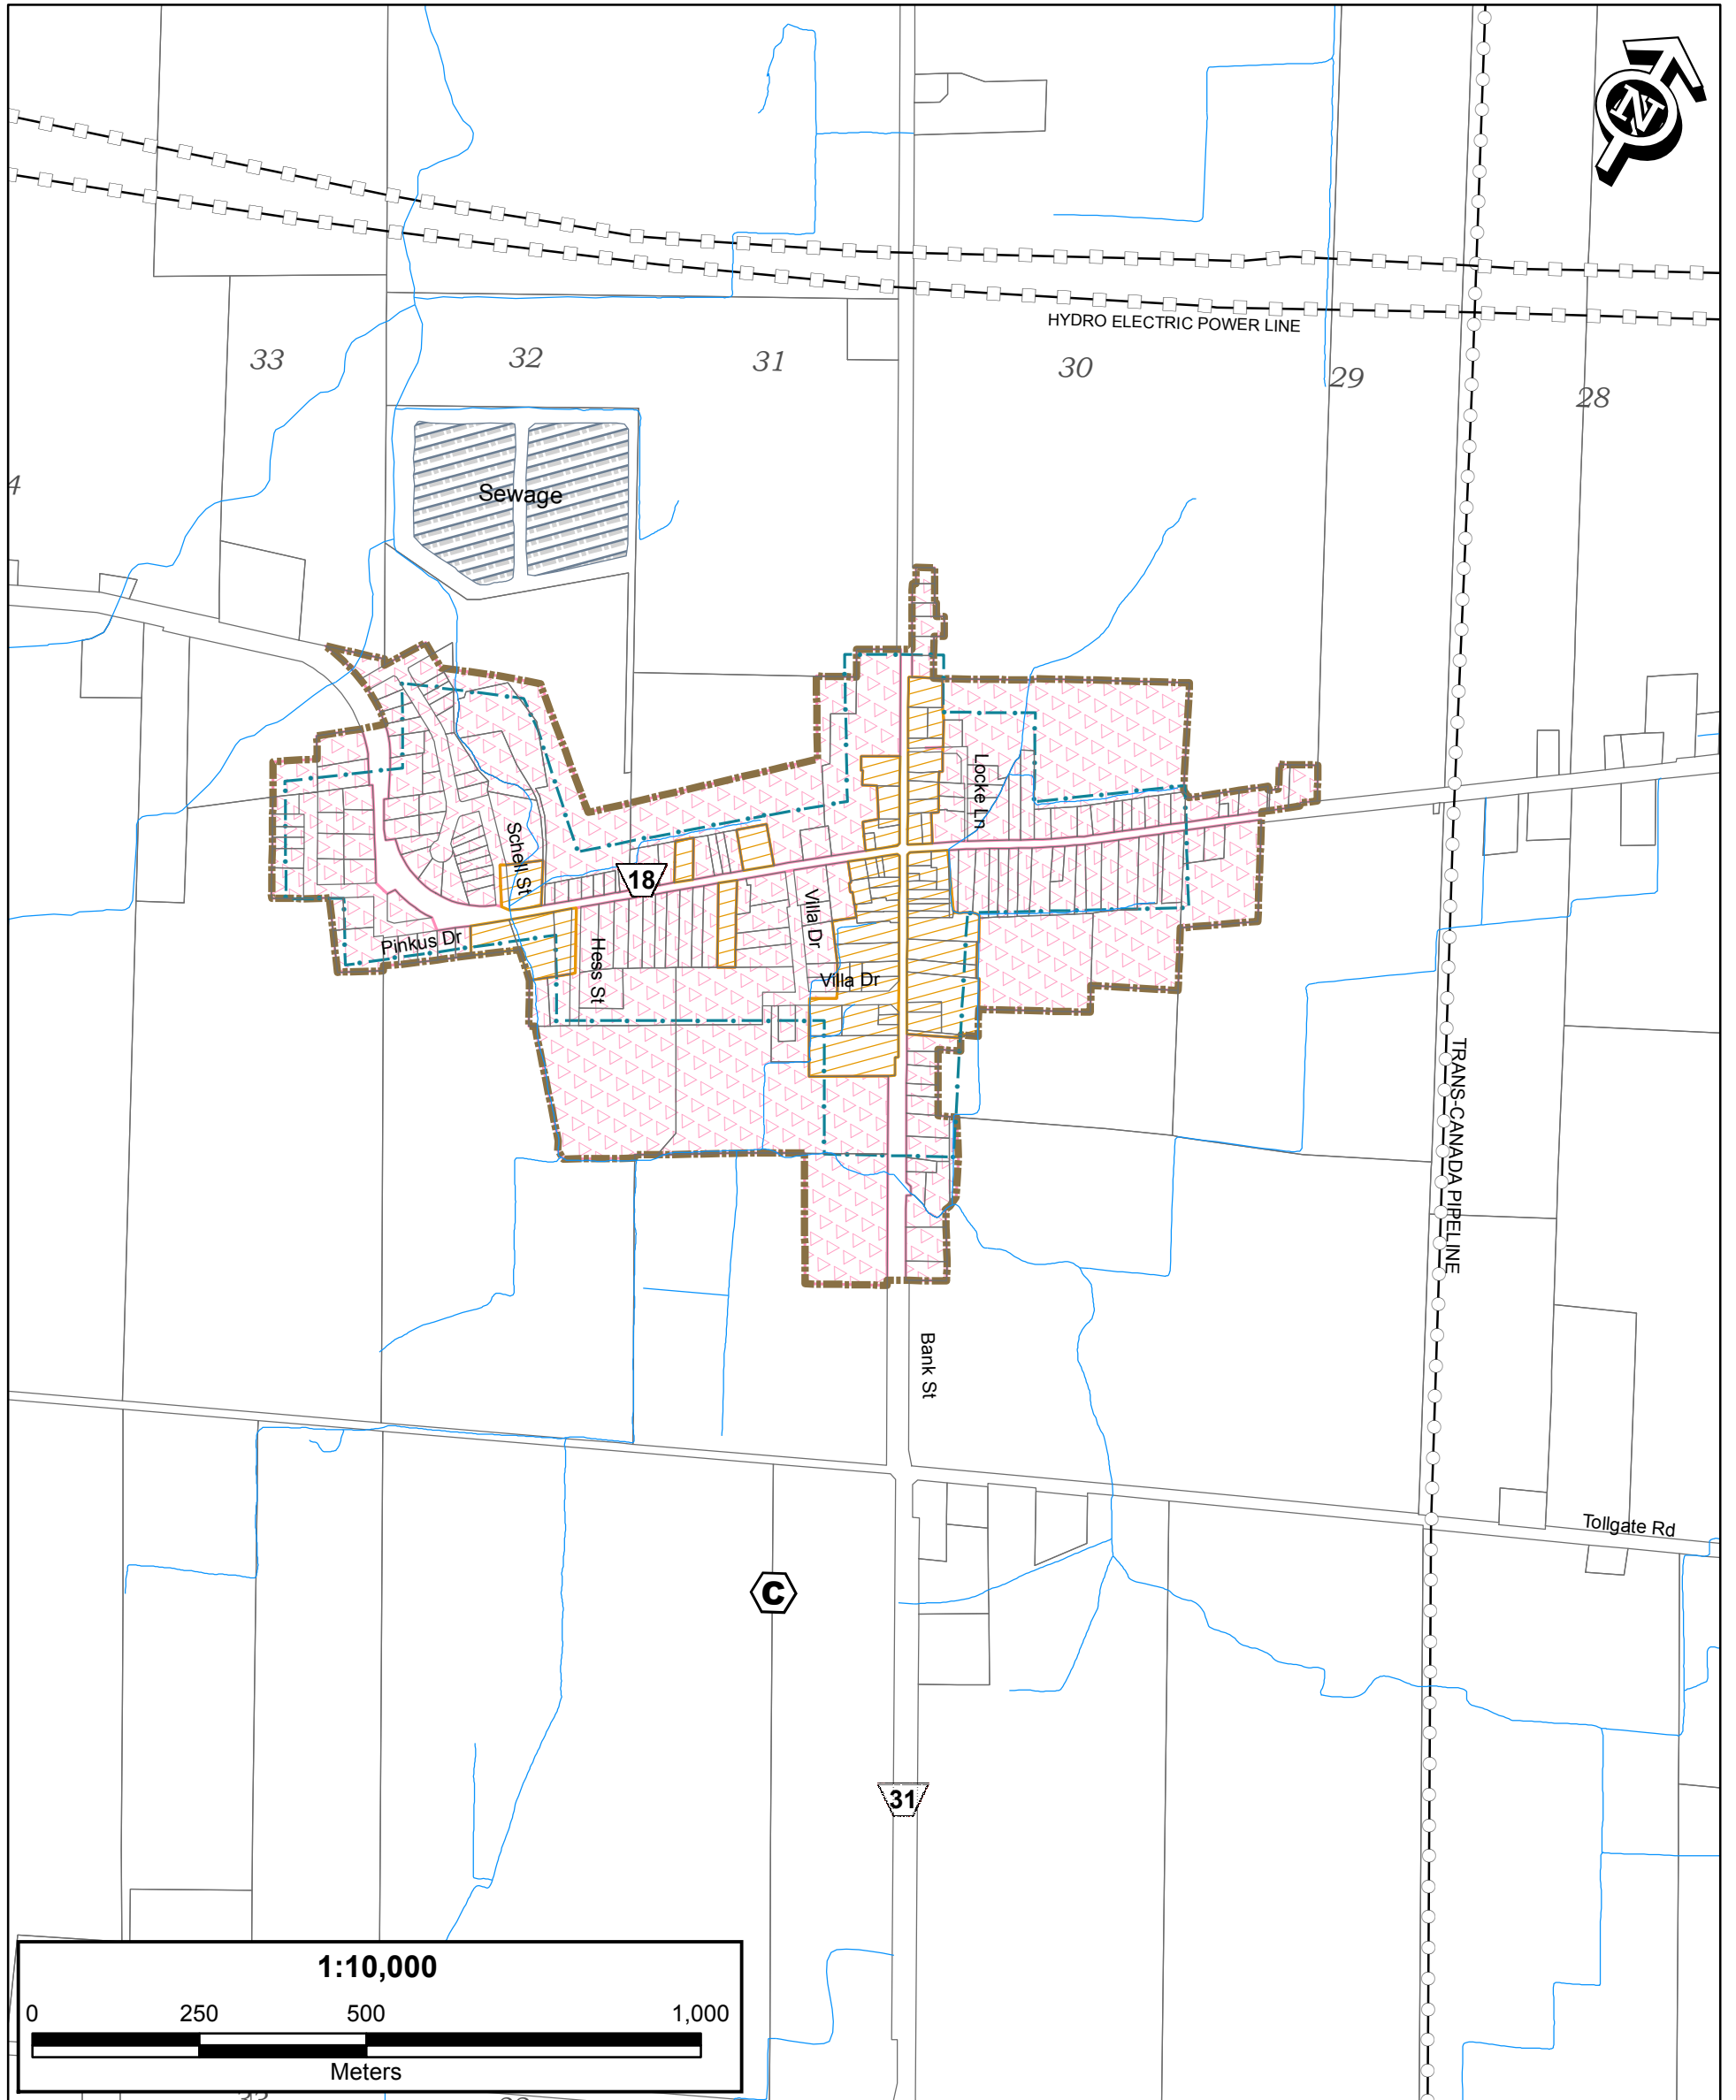 N
HYDRO ELECTRIC POWER LINE
33
32
31
30
29
28
4
Sewage
Locke Ln
Schell St
18
Villa Dr
Pinkus Dr
Hess St
Villa Dr
TRANS-CANADA PIPELINE
Bank St
Tollgate Rd
C
31
1:10,000
0 250 500 1,000
Meters